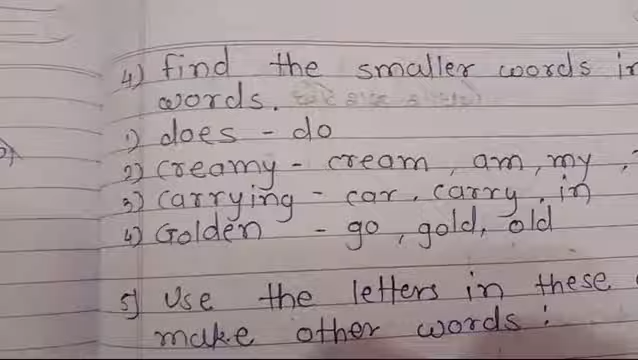 4) find the smaller words in
words.
1) does - do
2) creamy - cream, am, my,
3) carrying - car, carry, in
4) Golden - go, gold, old
5) Use the letters in these
make other words: